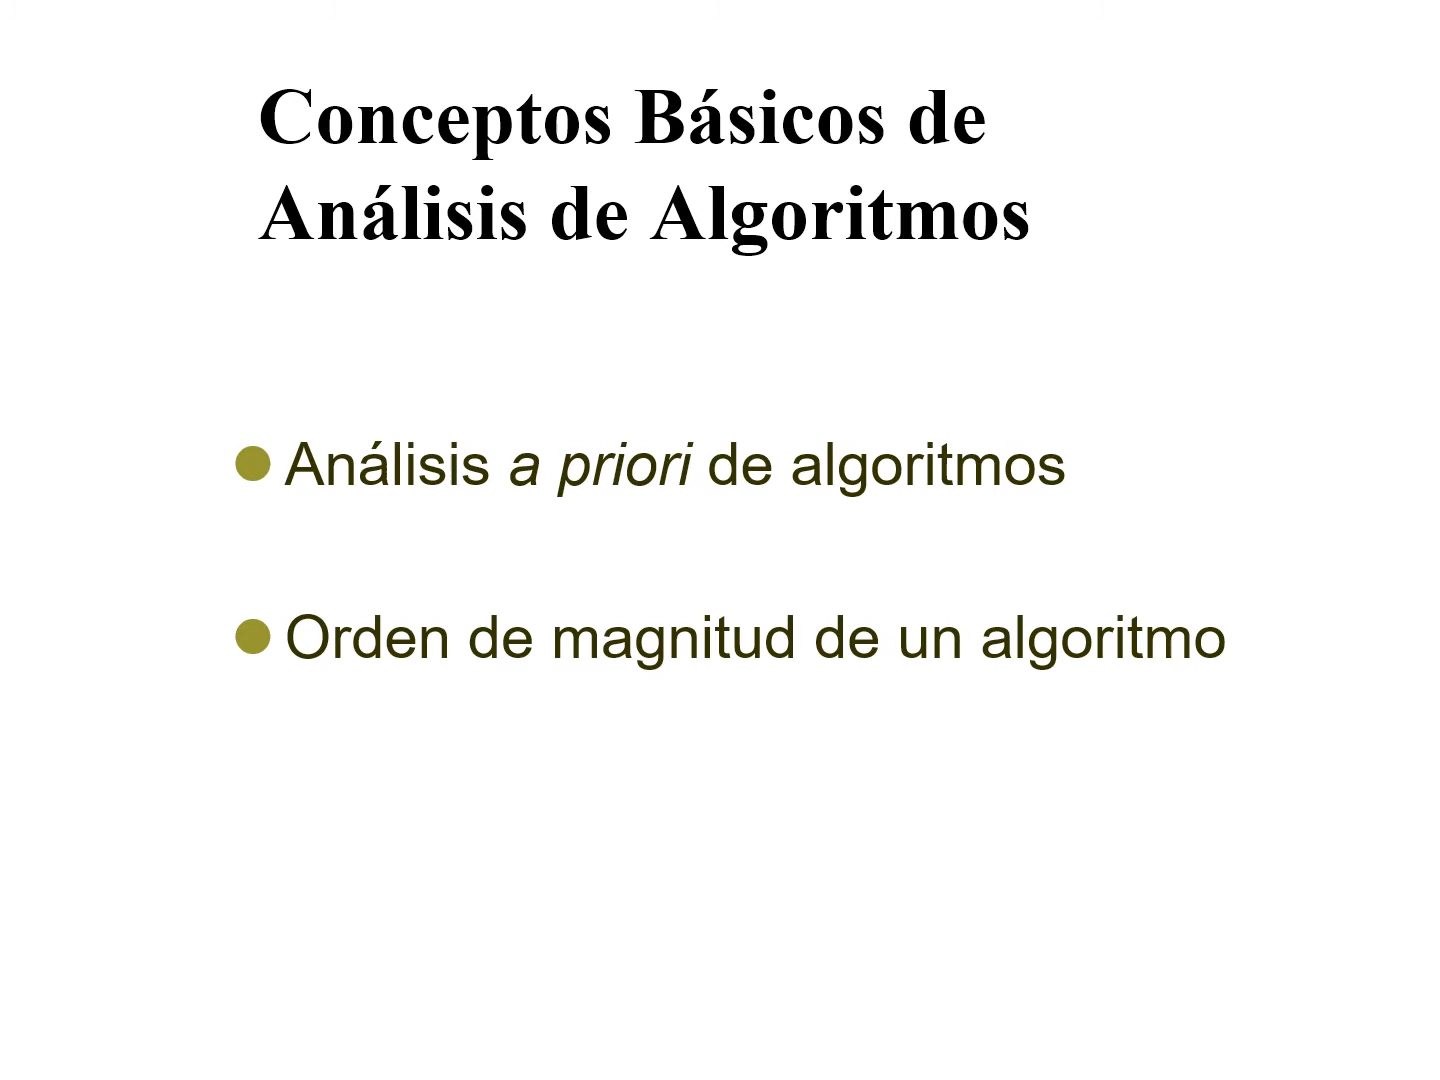 Conceptos Básicos de
Análisis de Algoritmos
Análisis a priori de algoritmos
Orden de magnitud de un algoritmo